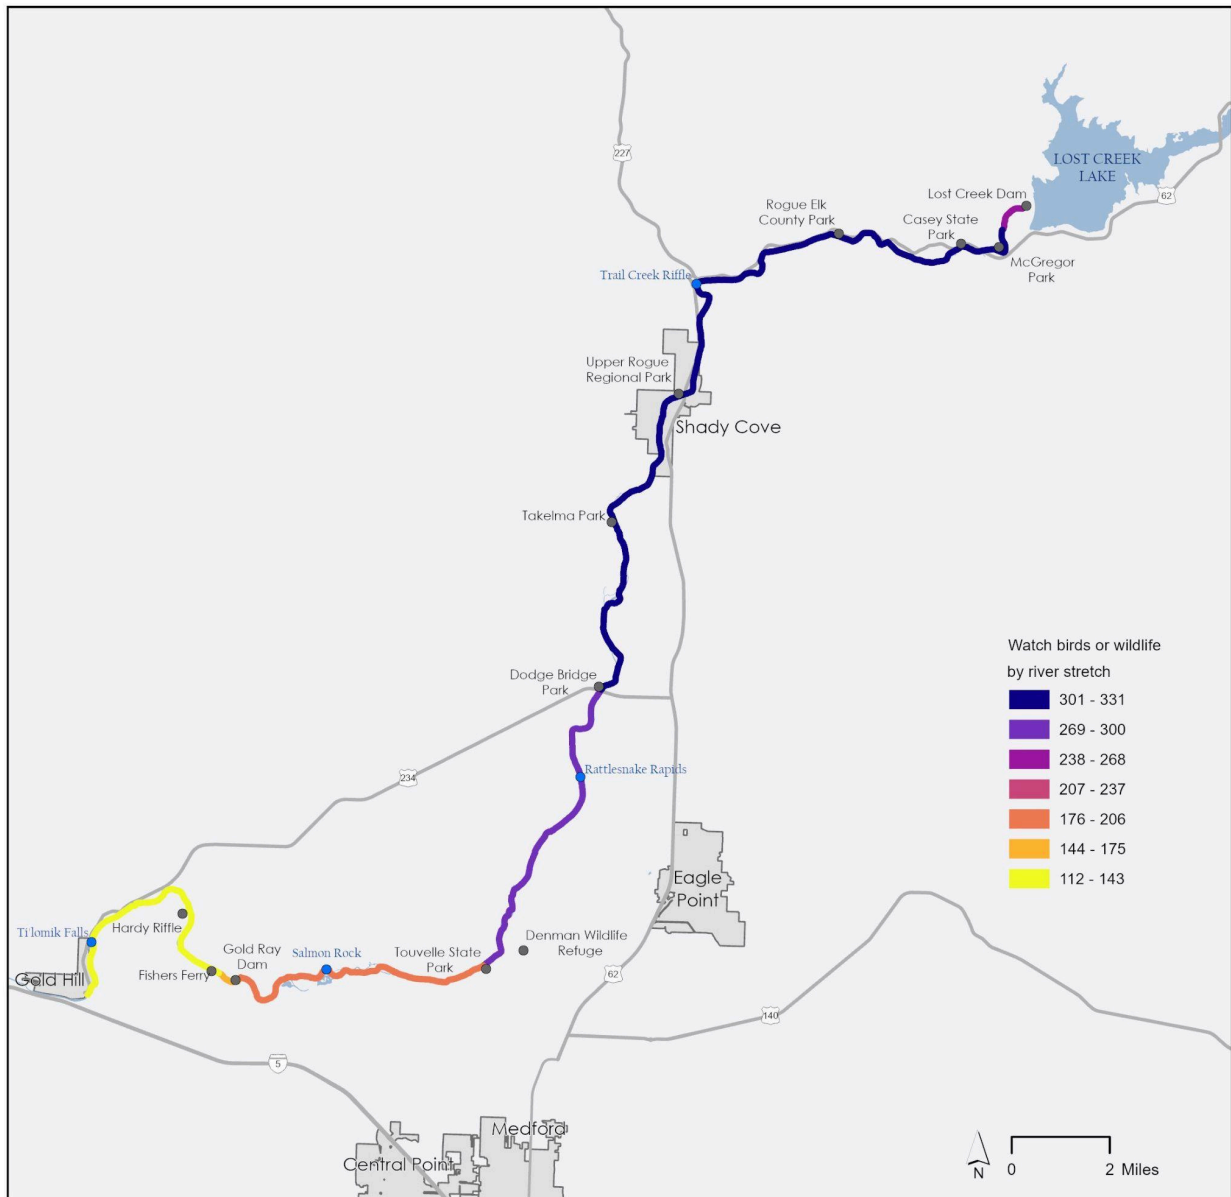 227
LOST CREEK
LAKE
Lost Creek Dam
62
Rogue Elk
County Park
Casey State
Park
McGregor
Park
Trail Creek Riffle
Upper Rogue
Regional Park
Shady Cove
Takelma Park
Dodge Bridge
Park
Watch birds or wildlife
by river stretch
301 - 331
269 - 300
238 - 268
207 - 237
176 - 206
144 - 175
112 - 143
Rattlesnake Rapids
234
Eagle
Point
Hardy Riffle
Ti'lomik Falls
Gold Ray
Dam
Salmon Rock
Touvelle State
Park
Denman Wildlife
Refuge
Fishers Ferry
Gold Hill
62
140
5
Medford
Central Point
N
0 2 Miles